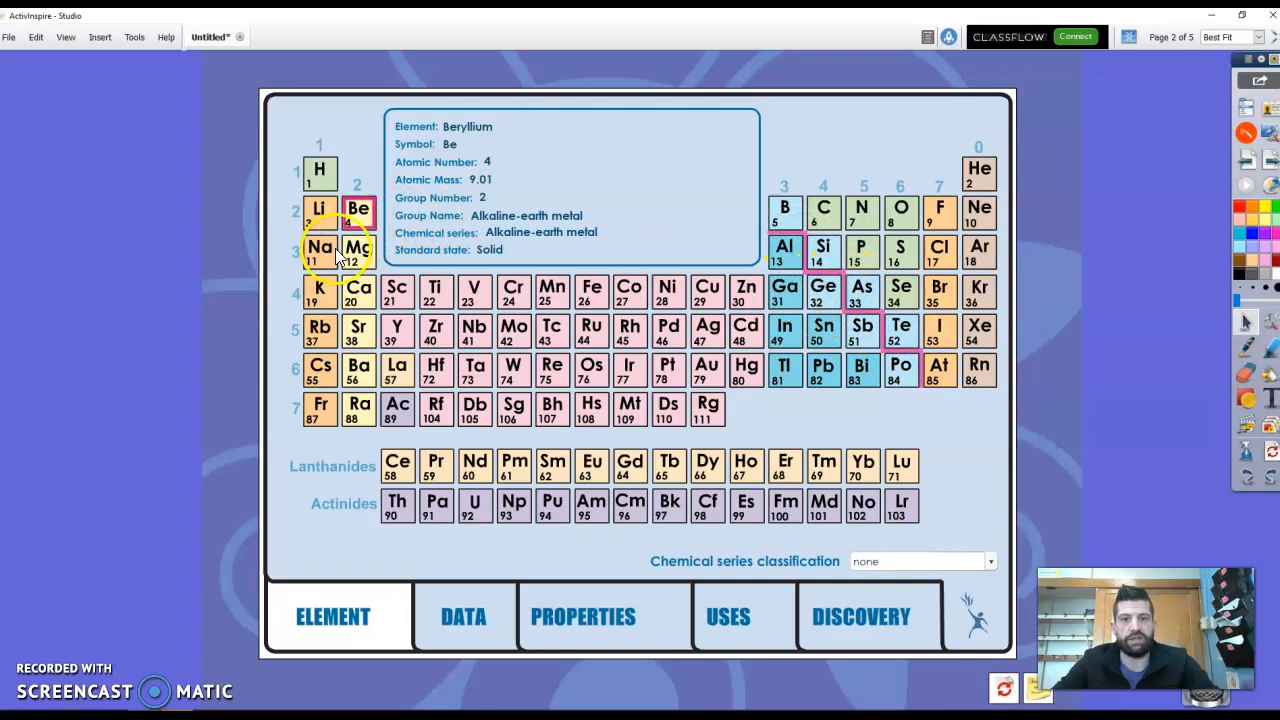 ActivInspire - Studio
File Edit View Insert Tools Help Untitled* CLASSFLOW Connect Page 2 of 5 Best Fit
Element: Beryllium
Symbol: Be
Atomic Number: 4
Atomic Mass: 9.01
Group Number: 2
Group Name: Alkaline-earth metal
Chemical series: Alkaline-earth metal
Standard state: Solid
1 0
1 H He
1 2
2 3 4 5 6 7
2 Li Be B C N O F Ne
3 4 5 6 7 8 9 10
3 Na Mg Al Si P S Cl Ar
11 12 13 14 15 16 17 18
4 K Ca Sc Ti V Cr Mn Fe Co Ni Cu Zn Ga Ge As Se Br Kr
19 20 21 22 23 24 25 26 27 28 29 30 31 32 33 34 35 36
5 Rb Sr Y Zr Nb Mo Tc Ru Rh Pd Ag Cd In Sn Sb Te I Xe
37 38 39 40 41 42 43 44 45 46 47 48 49 50 51 52 53 54
6 Cs Ba La Hf Ta W Re Os Ir Pt Au Hg Tl Pb Bi Po At Rn
55 56 57 72 73 74 75 76 77 78 79 80 81 82 83 84 85 86
7 Fr Ra Ac Rf Db Sg Bh Hs Mt Ds Rg
87 88 89 104 105 106 107 108 109 110 111
Lanthanides Ce Pr Nd Pm Sm Eu Gd Tb Dy Ho Er Tm Yb Lu
58 59 60 61 62 63 64 65 66 67 68 69 70 71
Actinides Th Pa U Np Pu Am Cm Bk Cf Es Fm Md No Lr
90 91 92 93 94 95 96 97 98 99 100 101 102 103
Chemical series classification none
ELEMENT DATA PROPERTIES USES DISCOVERY
RECORDED WITH
SCREENCAST MATIC